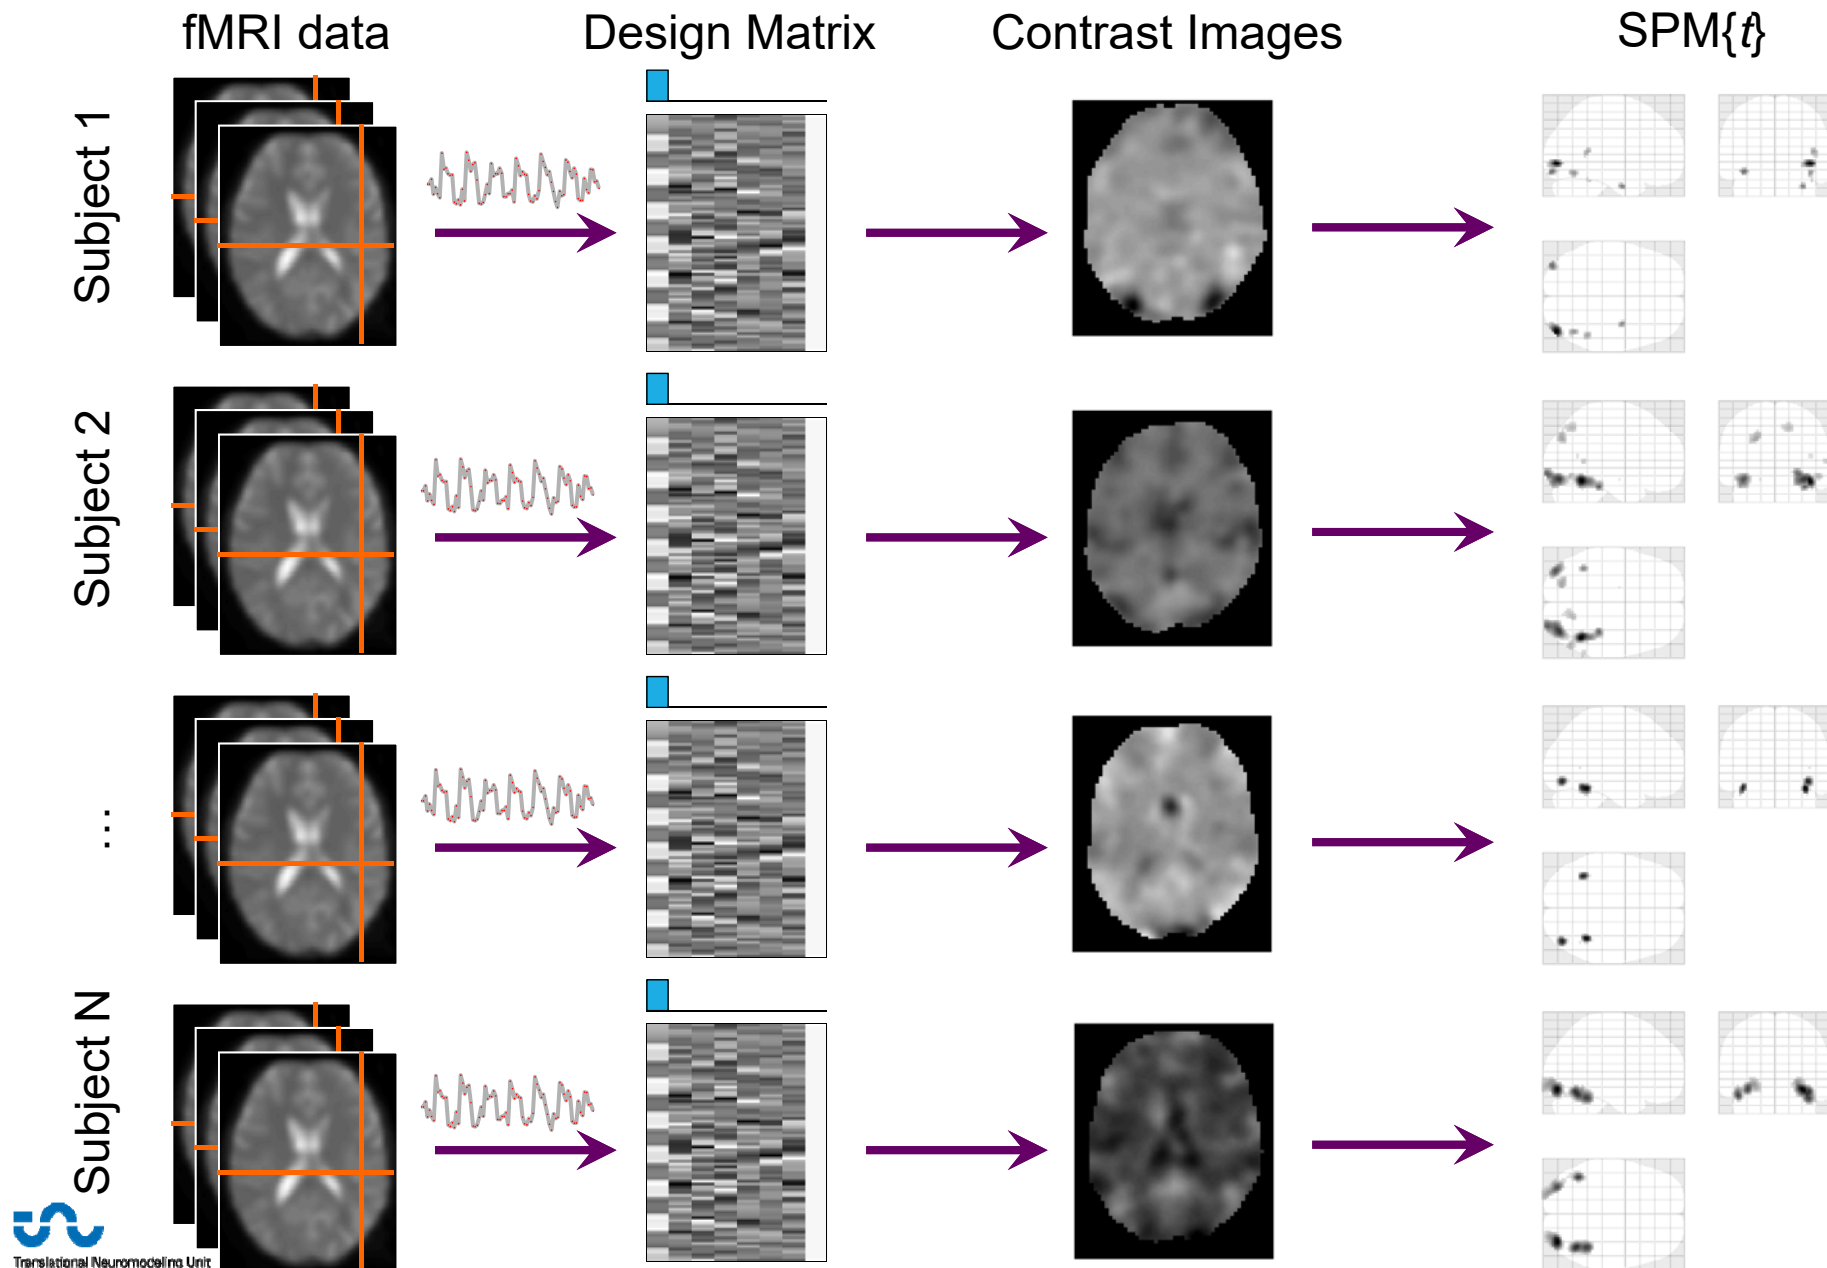 fMRI data
Design Matrix
Contrast Images
SPM{t}
Subject 1
Subject 2
...
Subject N
Translational Neuromodeling Unit